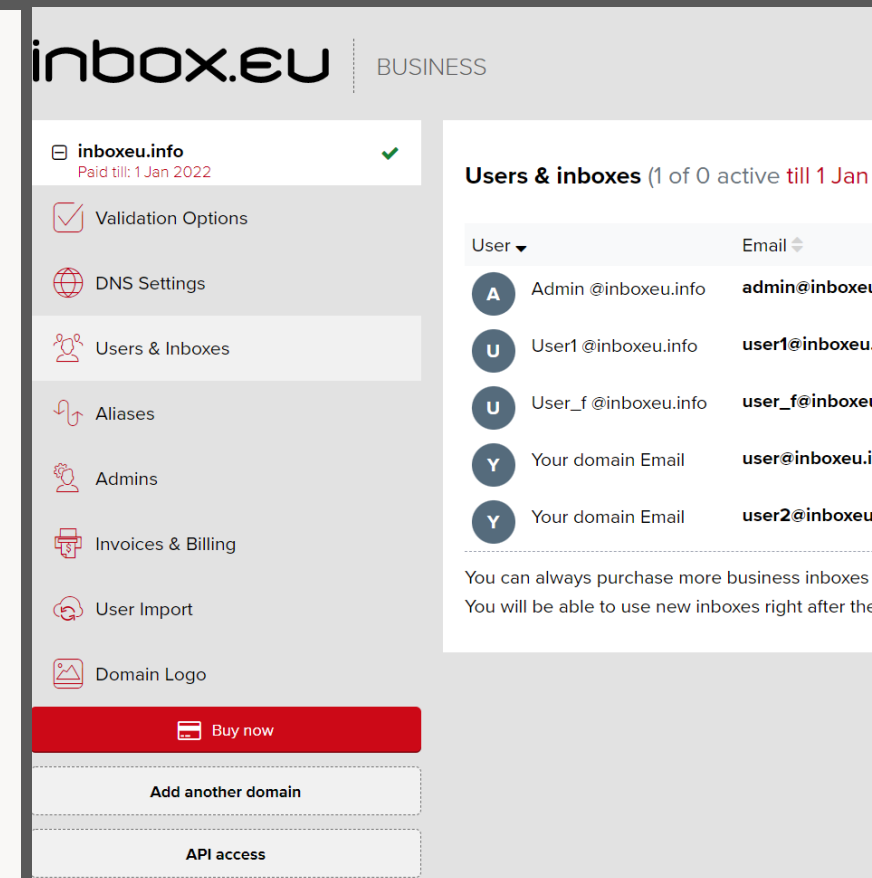 inbox.eu
BUSINESS
inboxeu.info
Paid till: 1 Jan 2022
Validation Options
DNS Settings
Users & Inboxes
Aliases
Admins
Invoices & Billing
User Import
Domain Logo
Buy now
Add another domain
API access
Users & inboxes (1 of 0 active till 1 Jan
User
Email
A Admin @inboxeu.info admin@inboxeu
U User1 @inboxeu.info user1@inboxeu.
U User_f @inboxeu.info user_f@inboxeu
Y Your domain Email user@inboxeu.i
Y Your domain Email user2@inboxeu
You can always purchase more business inboxes
You will be able to use new inboxes right after the